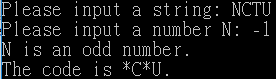 Please input a string: NCTU
Please input a number N: -1
N is an odd number.
The code is *C*U.